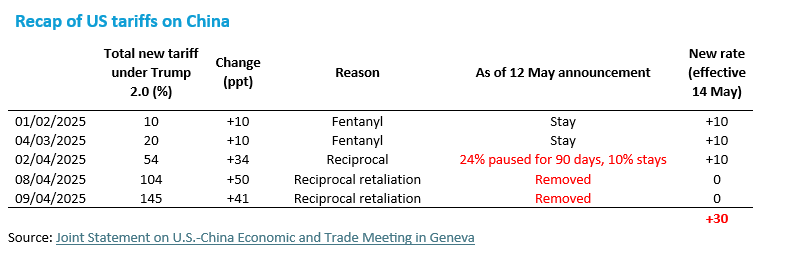 Recap of US tariffs on China
Total new tariff under Trump 2.0 (%) Change (ppt) Reason As of 12 May announcement New rate (effective 14 May)
01/02/2025 10 +10 Fentanyl Stay +10
04/03/2025 20 +10 Fentanyl Stay +10
02/04/2025 54 +34 Reciprocal 24% paused for 90 days, 10% stays +10
08/04/2025 104 +50 Reciprocal retaliation Removed 0
09/04/2025 145 +41 Reciprocal retaliation Removed 0
+30
Source: Joint Statement on U.S.-China Economic and Trade Meeting in Geneva